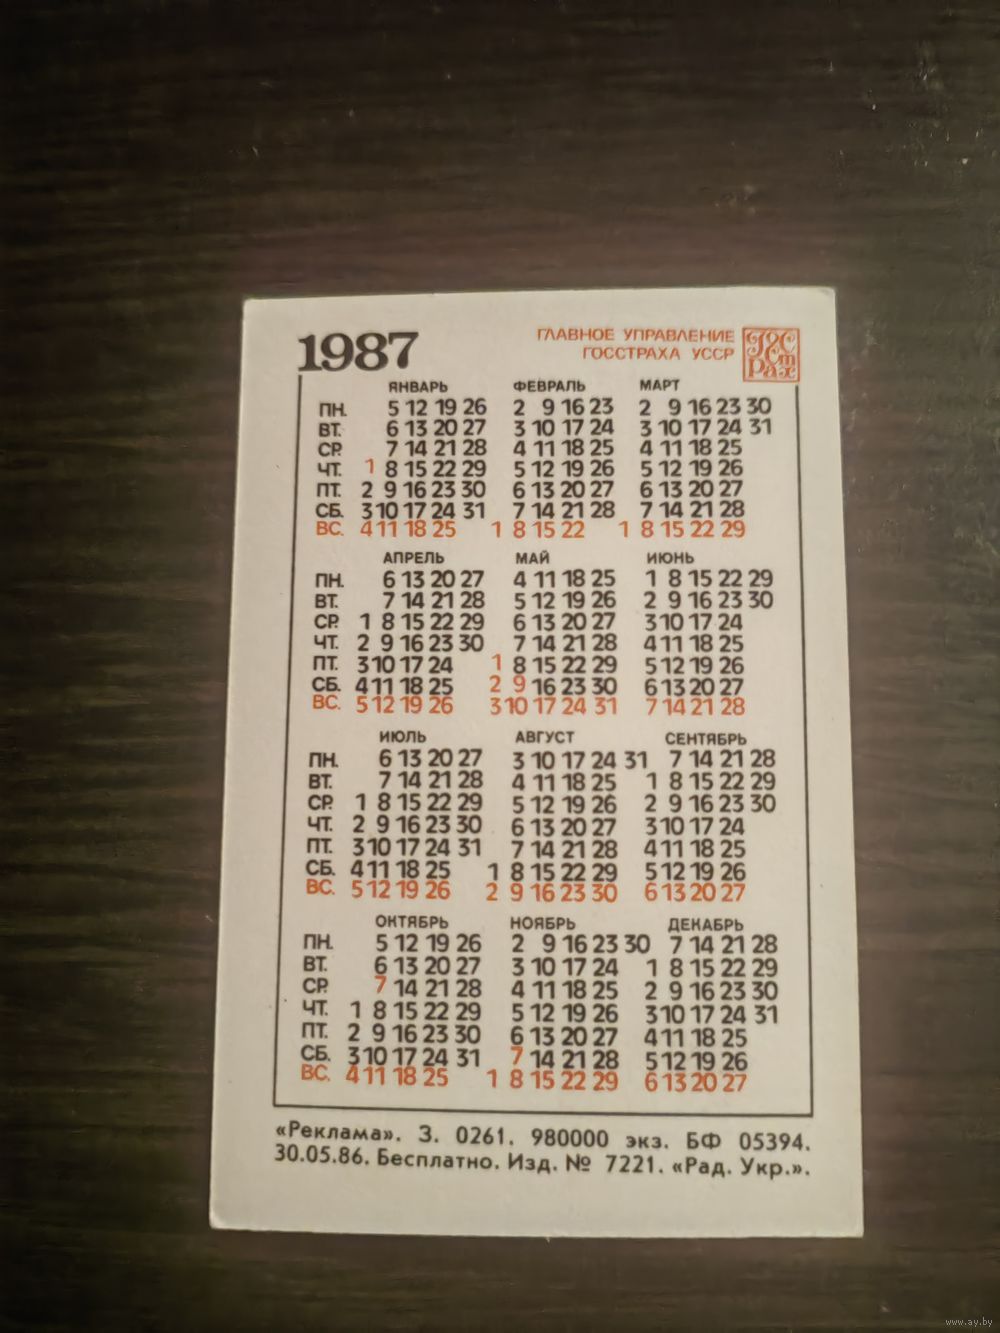 1987
ГЛАВНОЕ УПРАВЛЕНИЕ
ГОССТРАХА УССР
ГОС
Ст
Рах
ЯНВАРЬ ФЕВРАЛЬ МАРТ
ПН. 5 12 19 26 2 9 16 23 2 9 16 23 30
ВТ. 6 13 20 27 3 10 17 24 3 10 17 24 31
СР. 7 14 21 28 4 11 18 25 4 11 18 25
ЧТ. 1 8 15 22 29 5 12 19 26 5 12 19 26
ПТ. 2 9 16 23 30 6 13 20 27 6 13 20 27
СБ. 3 10 17 24 31 7 14 21 28 7 14 21 28
ВС. 4 11 18 25 1 8 15 22 1 8 15 22 29
АПРЕЛЬ МАЙ ИЮНЬ
ПН. 6 13 20 27 4 11 18 25 1 8 15 22 29
ВТ. 7 14 21 28 5 12 19 26 2 9 16 23 30
СР. 1 8 15 22 29 6 13 20 27 3 10 17 24
ЧТ. 2 9 16 23 30 7 14 21 28 4 11 18 25
ПТ. 3 10 17 24 1 8 15 22 29 5 12 19 26
СБ. 4 11 18 25 2 9 16 23 30 6 13 20 27
ВС. 5 12 19 26 3 10 17 24 31 7 14 21 28
ИЮЛЬ АВГУСТ СЕНТЯБРЬ
ПН. 6 13 20 27 3 10 17 24 31 7 14 21 28
ВТ. 7 14 21 28 4 11 18 25 1 8 15 22 29
СР. 1 8 15 22 29 5 12 19 26 2 9 16 23 30
ЧТ. 2 9 16 23 30 6 13 20 27 3 10 17 24
ПТ. 3 10 17 24 31 7 14 21 28 4 11 18 25
СБ. 4 11 18 25 1 8 15 22 29 5 12 19 26
ВС. 5 12 19 26 2 9 16 23 30 6 13 20 27
ОКТЯБРЬ НОЯБРЬ ДЕКАБРЬ
ПН. 5 12 19 26 2 9 16 23 30 7 14 21 28
ВТ. 6 13 20 27 3 10 17 24 1 8 15 22 29
СР. 7 14 21 28 4 11 18 25 2 9 16 23 30
ЧТ. 1 8 15 22 29 5 12 19 26 3 10 17 24 31
ПТ. 2 9 16 23 30 6 13 20 27 4 11 18 25
СБ. 3 10 17 24 31 7 14 21 28 5 12 19 26
ВС. 4 11 18 25 1 8 15 22 29 6 13 20 27
«Реклама». З. 0261. 980000 экз. БФ 05394.
30.05.86. Бесплатно. Изд. № 7221. «Рад. Укр.».
www.ay.by